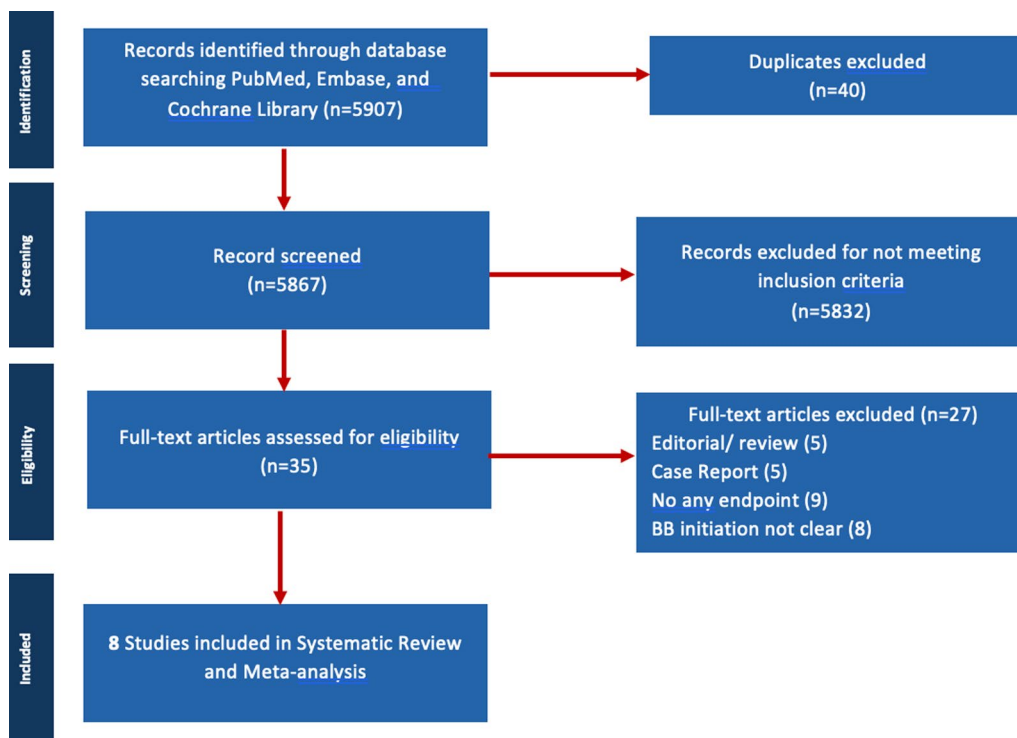 Identification
Records identified through database
searching PubMed, Embase, and
Cochrane Library (n=5907)
Duplicates excluded
(n=40)
Screening
Record screened
(n=5867)
Records excluded for not meeting
inclusion criteria
(n=5832)
Eligibility
Full-text articles assessed for eligibility
(n=35)
Full-text articles excluded (n=27)
Editorial/ review (5)
Case Report (5)
No any endpoint (9)
BB initiation not clear (8)
Included
8 Studies included in Systematic Review
and Meta-analysis